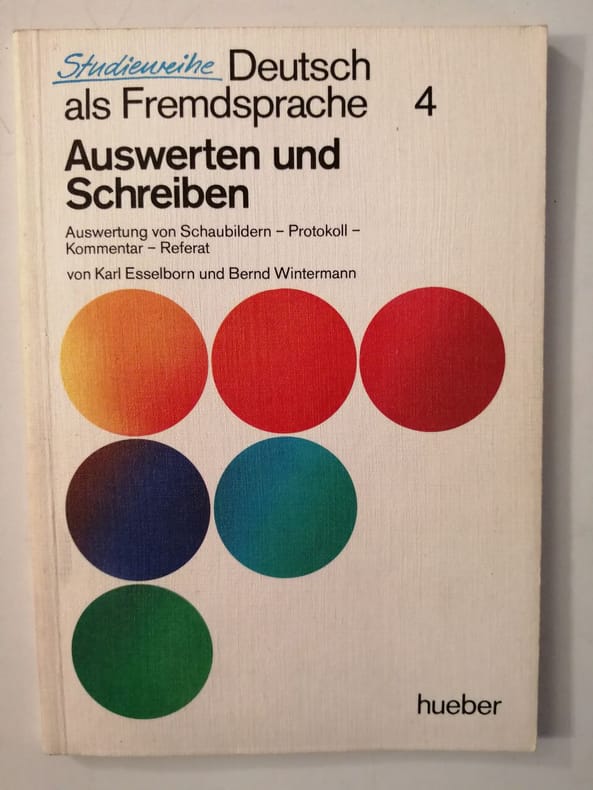 Studienreihe Deutsch
als Fremdsprache 4
Auswerten und
Schreiben
Auswertung von Schaubildern – Protokoll –
Kommentar – Referat
von Karl Esselborn und Bernd Wintermann
hueber